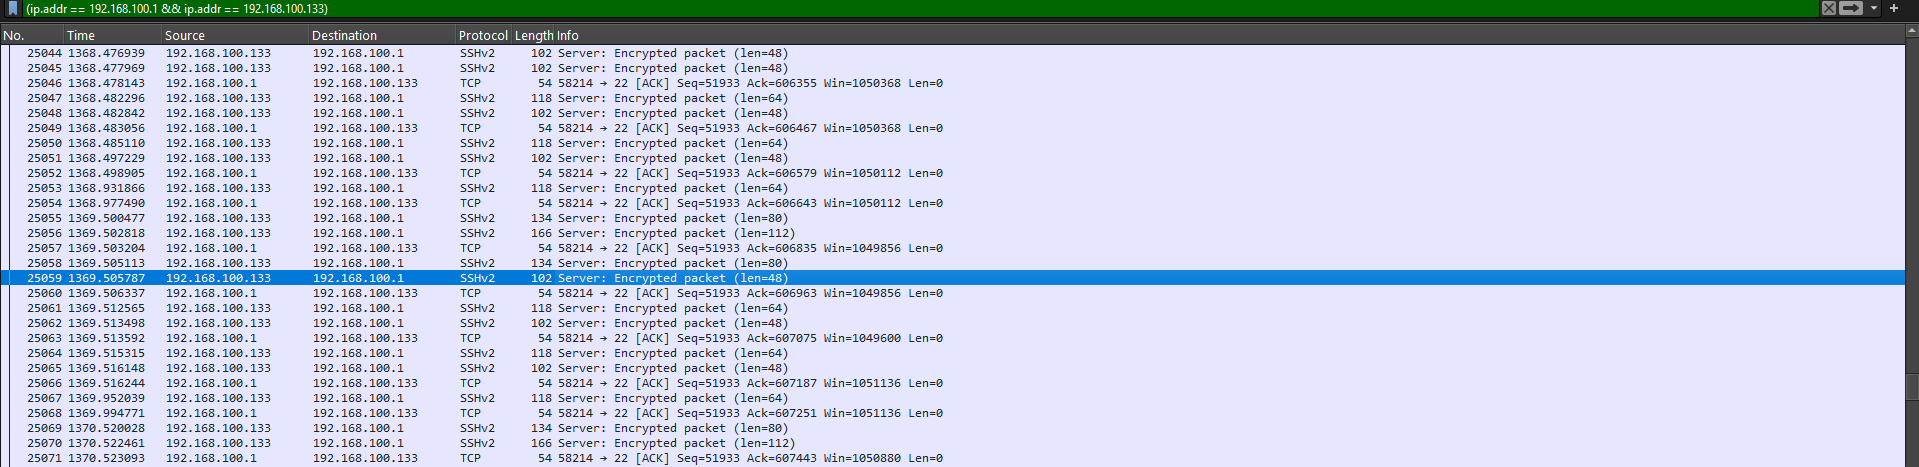 (ip.addr == 192.168.100.1 && ip.addr == 192.168.100.133)
No. Time Source Destination Protocol Length Info
25044 1368.476939 192.168.100.133 192.168.100.1 SSHv2 102 Server: Encrypted packet (len=48)
25045 1368.477969 192.168.100.133 192.168.100.1 SSHv2 102 Server: Encrypted packet (len=48)
25046 1368.478143 192.168.100.1 192.168.100.133 TCP 54 58214 → 22 [ACK] Seq=51933 Ack=606355 Win=1050368 Len=0
25047 1368.482296 192.168.100.133 192.168.100.1 SSHv2 118 Server: Encrypted packet (len=64)
25048 1368.482842 192.168.100.133 192.168.100.1 SSHv2 102 Server: Encrypted packet (len=48)
25049 1368.483056 192.168.100.1 192.168.100.133 TCP 54 58214 → 22 [ACK] Seq=51933 Ack=606467 Win=1050368 Len=0
25050 1368.485110 192.168.100.133 192.168.100.1 SSHv2 118 Server: Encrypted packet (len=64)
25051 1368.497229 192.168.100.133 192.168.100.1 SSHv2 102 Server: Encrypted packet (len=48)
25052 1368.498905 192.168.100.1 192.168.100.133 TCP 54 58214 → 22 [ACK] Seq=51933 Ack=606579 Win=1050112 Len=0
25053 1368.931866 192.168.100.133 192.168.100.1 SSHv2 118 Server: Encrypted packet (len=64)
25054 1368.977490 192.168.100.1 192.168.100.133 TCP 54 58214 → 22 [ACK] Seq=51933 Ack=606643 Win=1050112 Len=0
25055 1369.500477 192.168.100.133 192.168.100.1 SSHv2 134 Server: Encrypted packet (len=80)
25056 1369.502818 192.168.100.133 192.168.100.1 SSHv2 166 Server: Encrypted packet (len=112)
25057 1369.503204 192.168.100.1 192.168.100.133 TCP 54 58214 → 22 [ACK] Seq=51933 Ack=606835 Win=1049856 Len=0
25058 1369.505113 192.168.100.133 192.168.100.1 SSHv2 134 Server: Encrypted packet (len=80)
25059 1369.505787 192.168.100.133 192.168.100.1 SSHv2 102 Server: Encrypted packet (len=48)
25060 1369.506337 192.168.100.1 192.168.100.133 TCP 54 58214 → 22 [ACK] Seq=51933 Ack=606963 Win=1049856 Len=0
25061 1369.512565 192.168.100.133 192.168.100.1 SSHv2 118 Server: Encrypted packet (len=64)
25062 1369.513498 192.168.100.133 192.168.100.1 SSHv2 102 Server: Encrypted packet (len=48)
25063 1369.513592 192.168.100.1 192.168.100.133 TCP 54 58214 → 22 [ACK] Seq=51933 Ack=607075 Win=1049600 Len=0
25064 1369.515315 192.168.100.133 192.168.100.1 SSHv2 118 Server: Encrypted packet (len=64)
25065 1369.516148 192.168.100.133 192.168.100.1 SSHv2 102 Server: Encrypted packet (len=48)
25066 1369.516244 192.168.100.1 192.168.100.133 TCP 54 58214 → 22 [ACK] Seq=51933 Ack=607187 Win=1051136 Len=0
25067 1369.952039 192.168.100.133 192.168.100.1 SSHv2 118 Server: Encrypted packet (len=64)
25068 1369.994771 192.168.100.1 192.168.100.133 TCP 54 58214 → 22 [ACK] Seq=51933 Ack=607251 Win=1051136 Len=0
25069 1370.520028 192.168.100.133 192.168.100.1 SSHv2 134 Server: Encrypted packet (len=80)
25070 1370.522461 192.168.100.133 192.168.100.1 SSHv2 166 Server: Encrypted packet (len=112)
25071 1370.523093 192.168.100.1 192.168.100.133 TCP 54 58214 → 22 [ACK] Seq=51933 Ack=607443 Win=1050880 Len=0